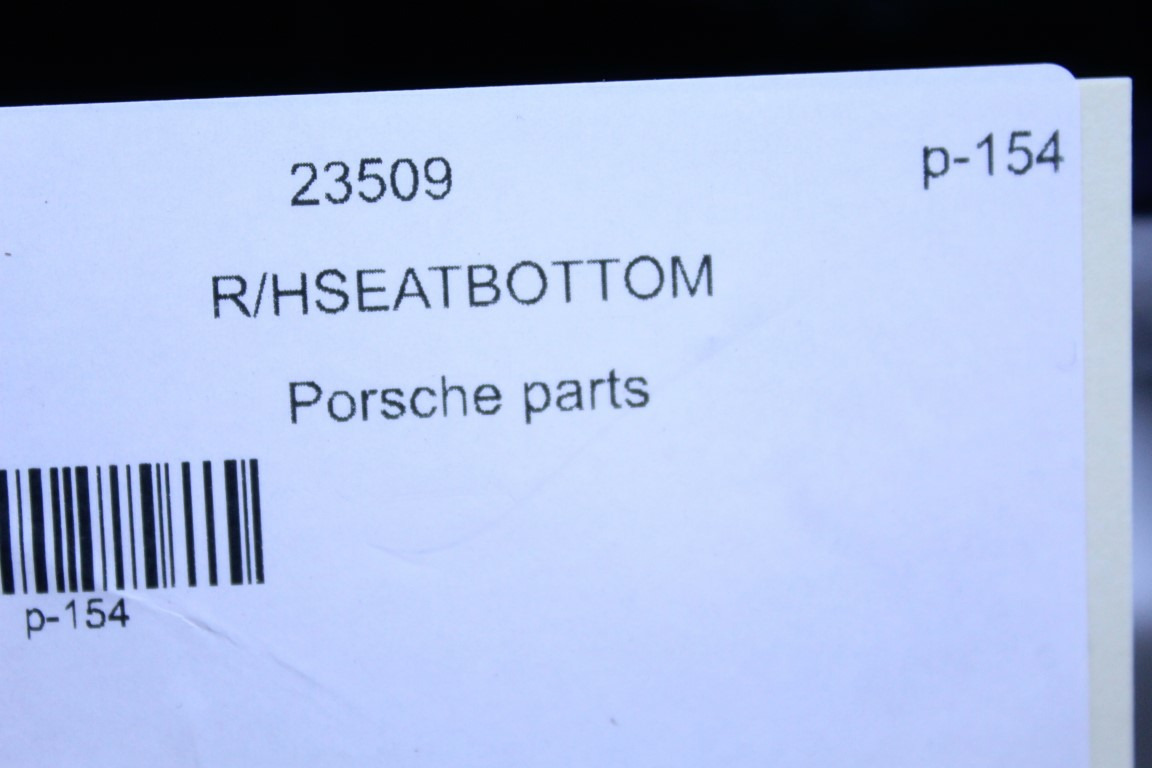 23509 p-154
R/HSEATBOTTOM
Porsche parts
p-154